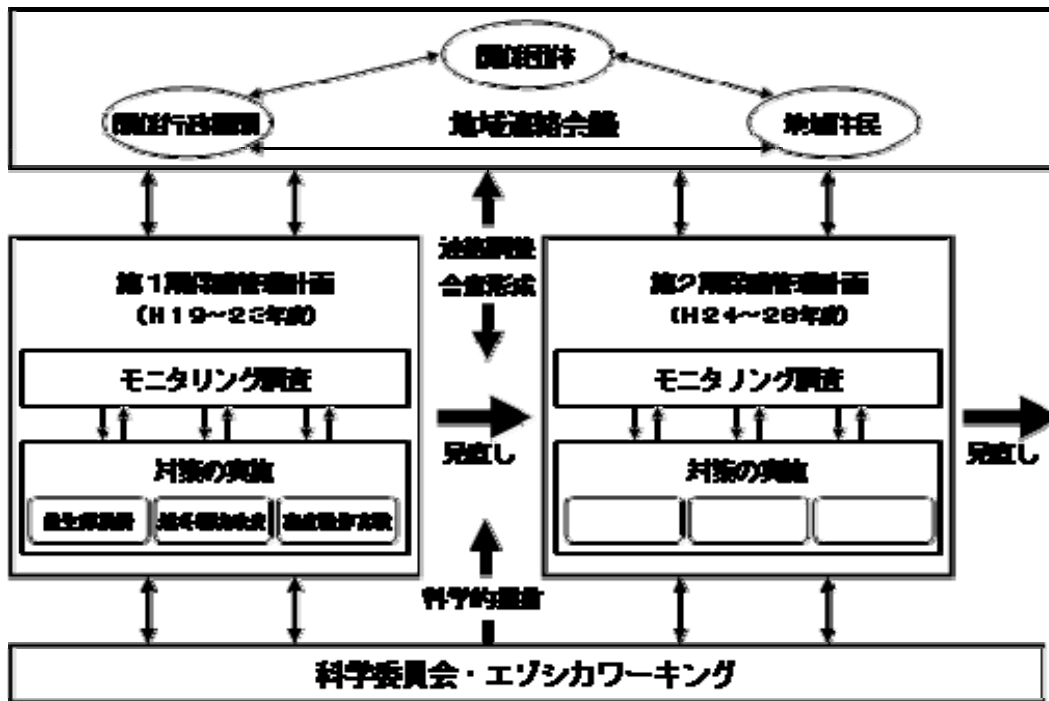 関係団体
関係行政機関
地域連絡会議
地域住民
連絡調整
合意形成
第1期保護管理計画
(H19～23年度)
モニタリング調査
対策の実施
見直し
第2期保護管理計画
(H24～28年度)
モニタリング調査
対策の実施
見直し
科学的提言
科学委員会・エゾシカワーキング